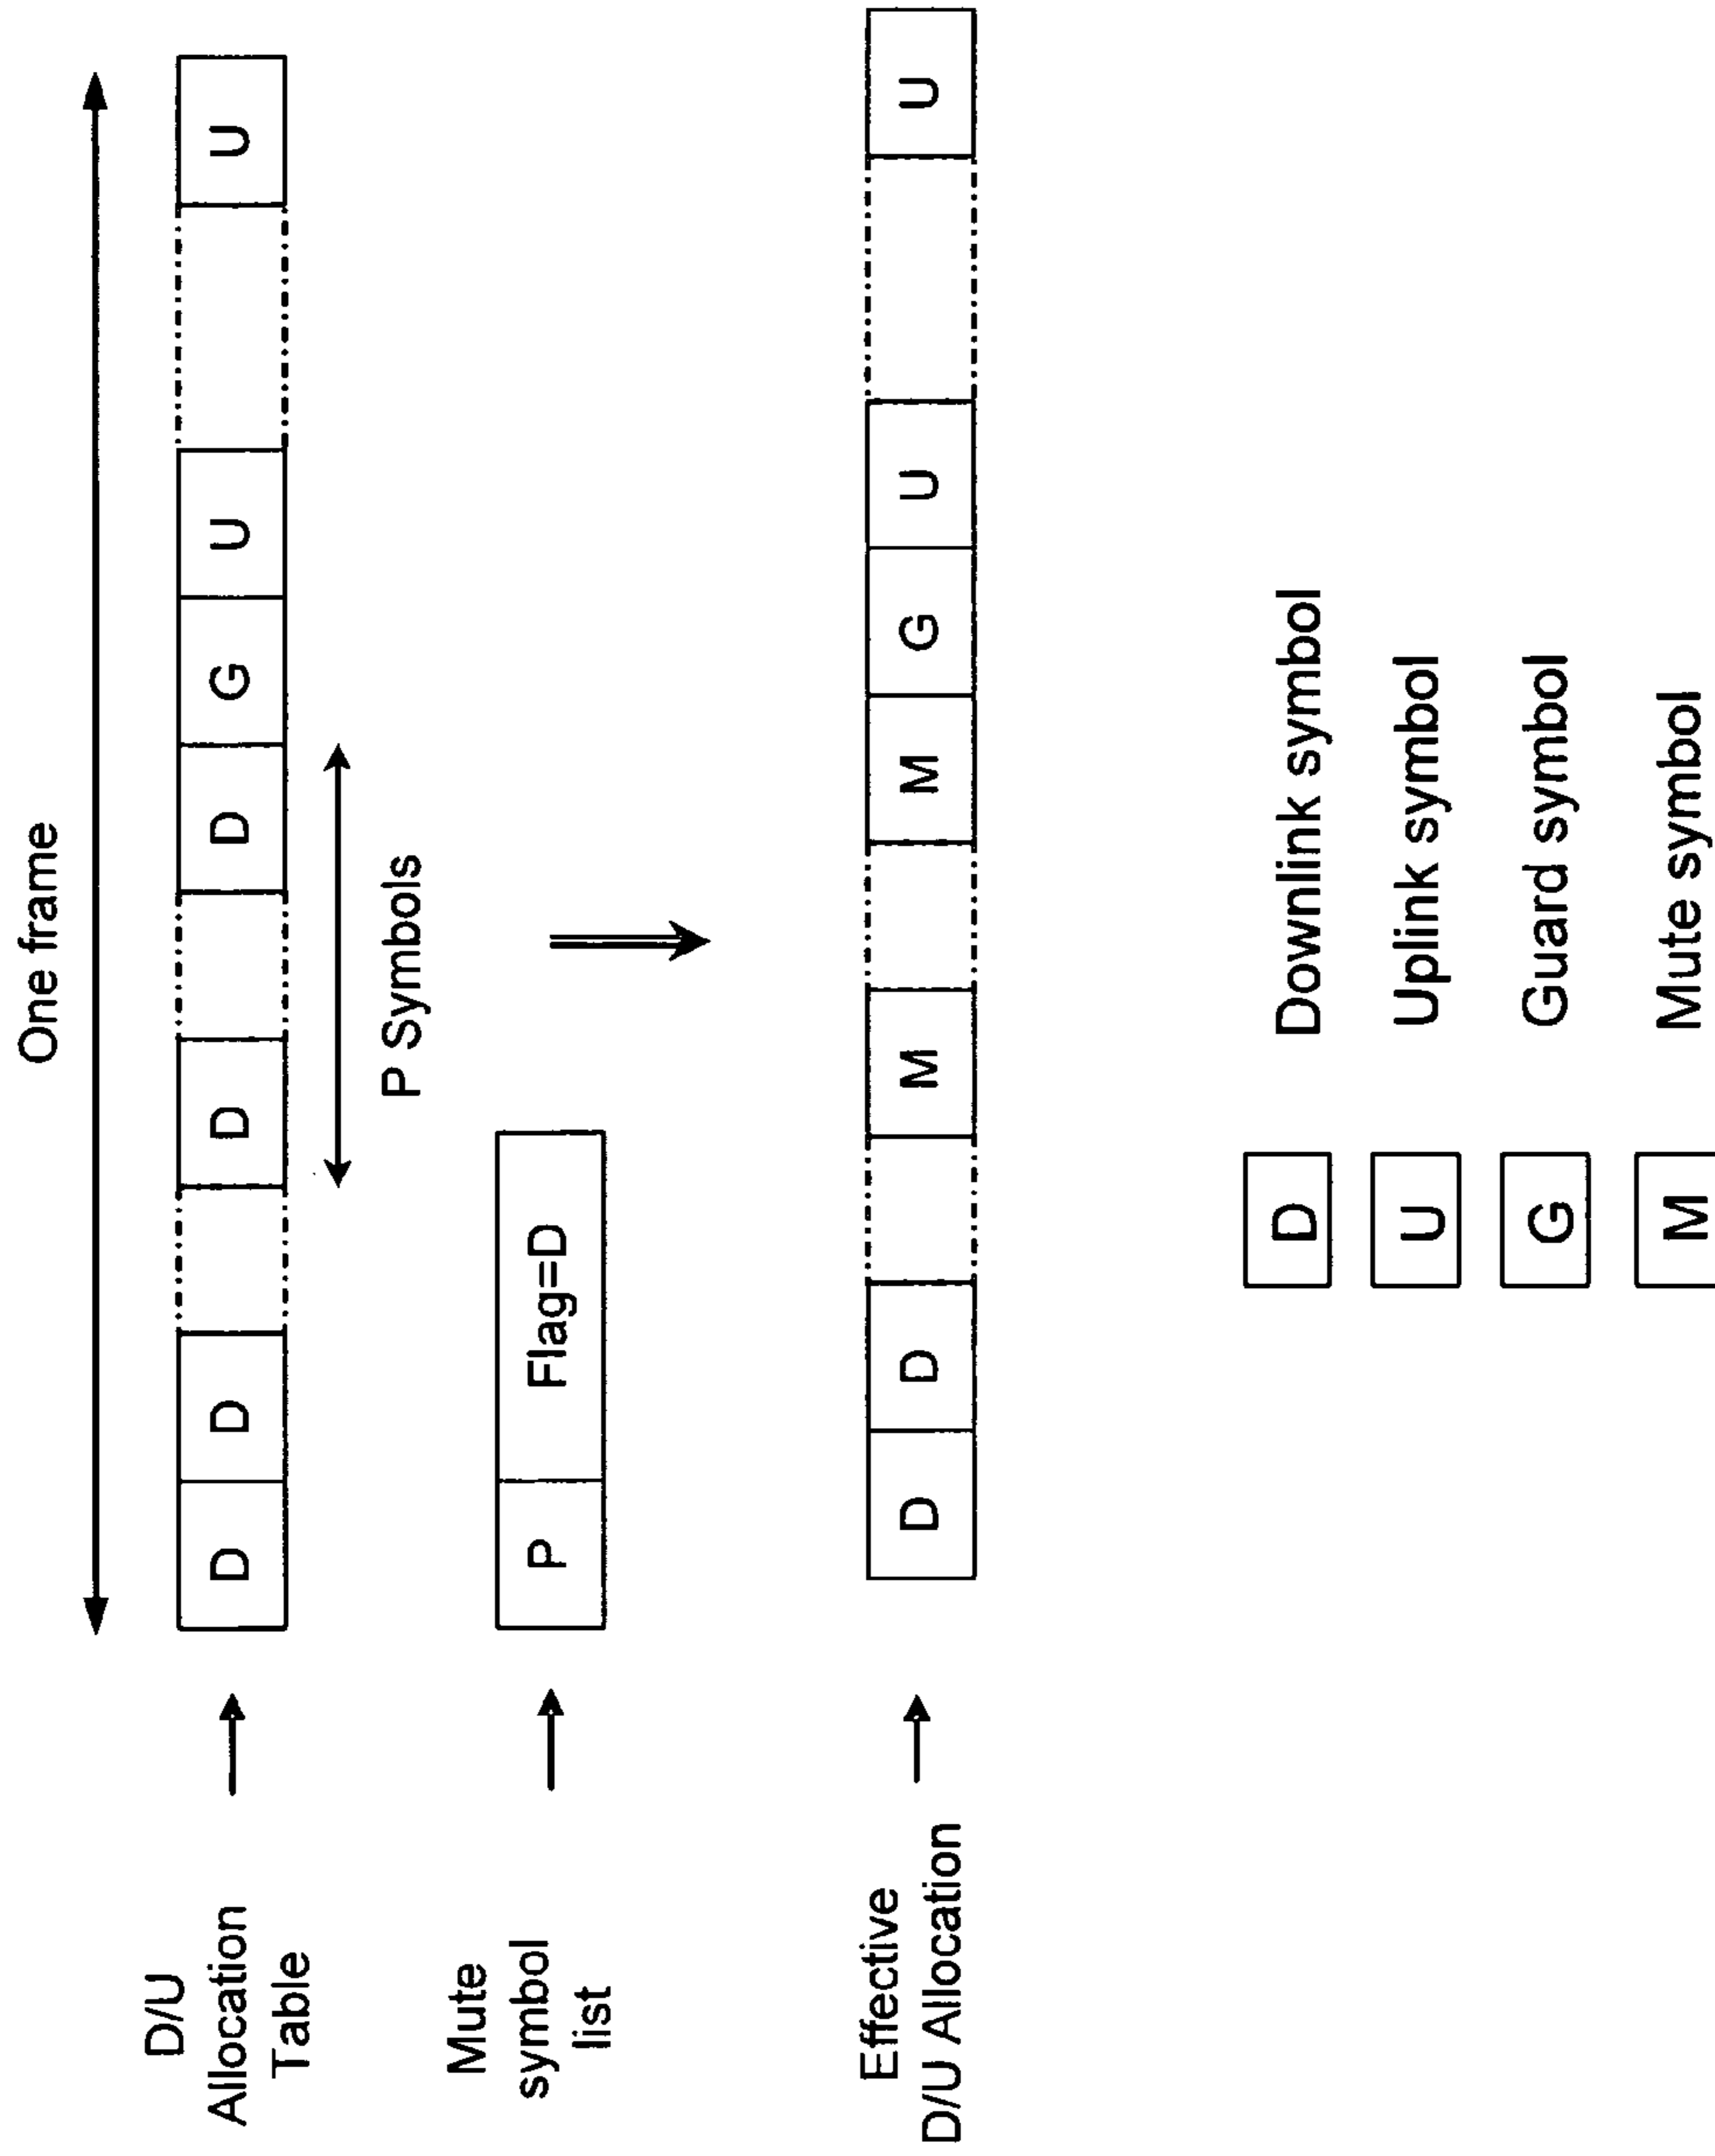 One frame
D/U
Allocation
Table
D D D D G U U
P Symbols
Mute
symbol
list
P Flag=D
Effective
D/U Allocation
D D M M G U U
D Downlink symbol
U Uplink symbol
G Guard symbol
M Mute symbol